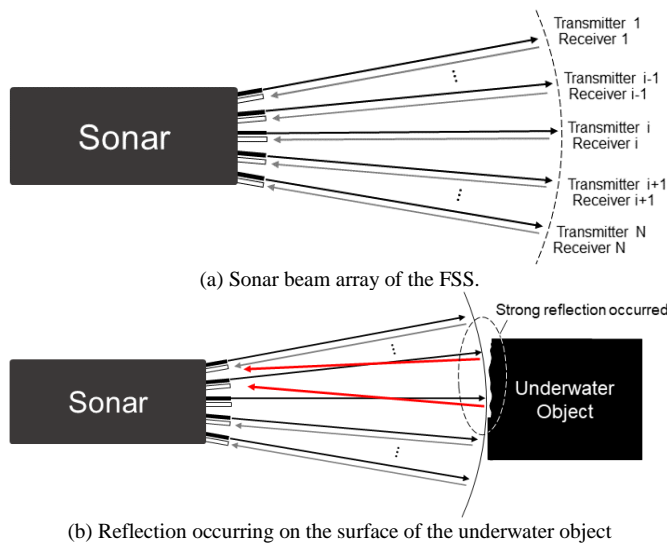 Sonar
Transmitter 1
Receiver 1
...
Transmitter i-1
Receiver i-1
Transmitter i
Receiver i
Transmitter i+1
Receiver i+1
...
Transmitter N
Receiver N
(a) Sonar beam array of the FSS.
Strong reflection occurred
...
Sonar
Underwater
Object
...
(b) Reflection occurring on the surface of the underwater object